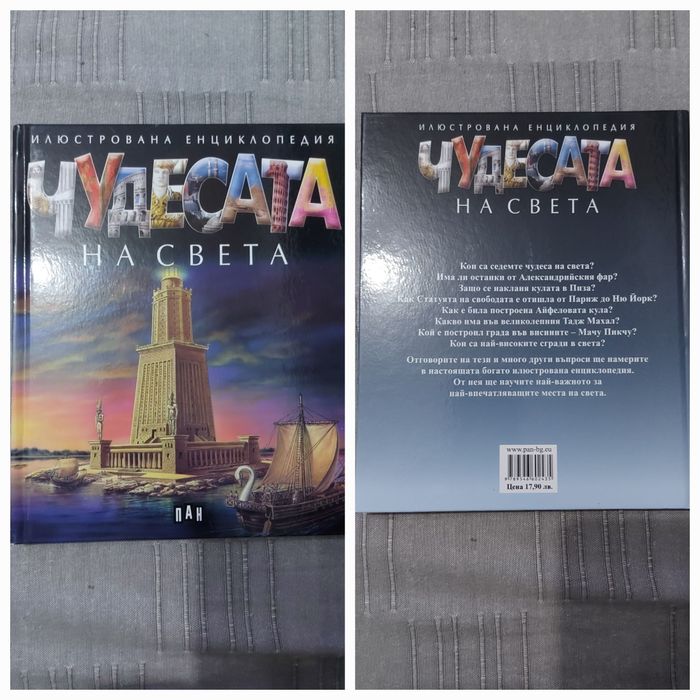 ИЛЮСТРОВАНА ЕНЦИКЛОПЕДИЯ
ЧУДЕСАТА
НА СВЕТА
ПАН
ИЛЮСТРОВАНА ЕНЦИКЛОПЕДИЯ
ЧУДЕСАТА
НА СВЕТА
Кои са седемте чудеса на света?
Има ли останки от Александрийския фар?
Защо се накланя кулата в Пиза?
Как Статуята на свободата е отишла от Париж до Ню Йорк?
Как е била построена Айфеловата кула?
Какво има във великолепния Тадж Махал?
Кой е построил града във висините – Мачу Пикчу?
Кои са най-високите сгради в света?
Отговорите на тези и много други въпроси ще намерите
в настоящата богато илюстрована енциклопедия.
От нея ще научите най-важното за
най-впечатляващите места на света.
www.pan-bg.eu
9789546602435
Цена 17,90 лв.